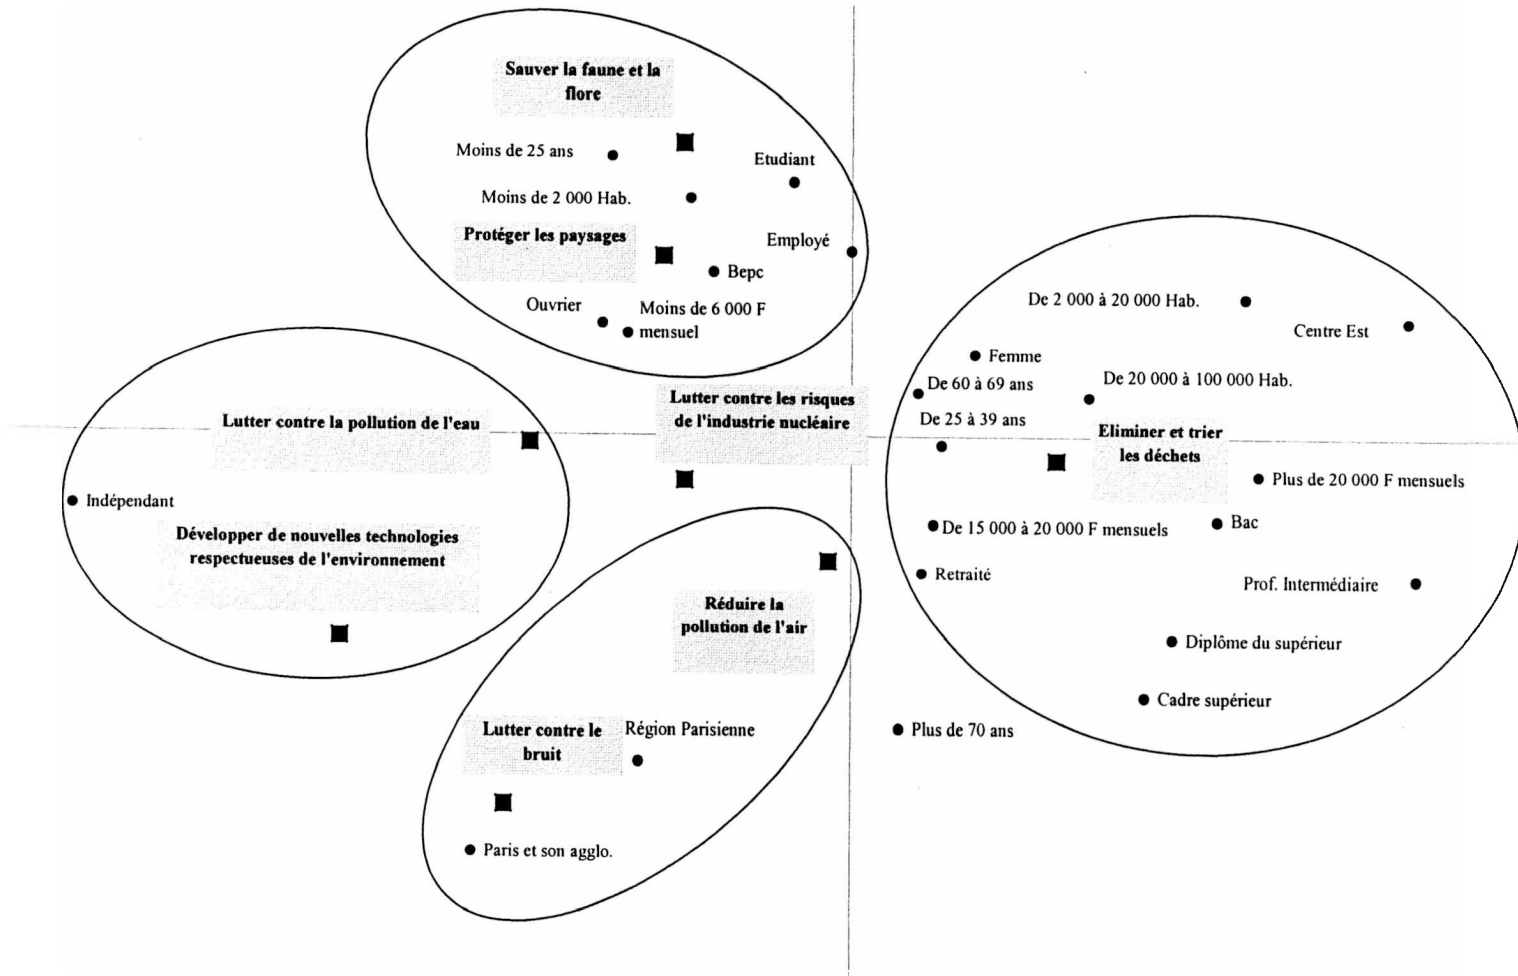 Sauver la faune et la
flore
Moins de 25 ans
Etudiant
Moins de 2 000 Hab.
Protéger les paysages
Employé
Bepc
Ouvrier
Moins de 6 000 F
mensuel
De 2 000 à 20 000 Hab.
Centre Est
Femme
De 60 à 69 ans
De 20 000 à 100 000 Hab.
De 25 à 39 ans
Lutter contre les risques
de l'industrie nucléaire
Lutter contre la pollution de l'eau
Eliminer et trier
les déchets
Plus de 20 000 F mensuels
Indépendant
Développer de nouvelles technologies
respectueuses de l'environnement
De 15 000 à 20 000 F mensuels
Bac
Retraité
Prof. Intermédiaire
Réduire la
pollution de l'air
Diplôme du supérieur
Cadre supérieur
Lutter contre le
bruit
Région Parisienne
Plus de 70 ans
Paris et son agglo.